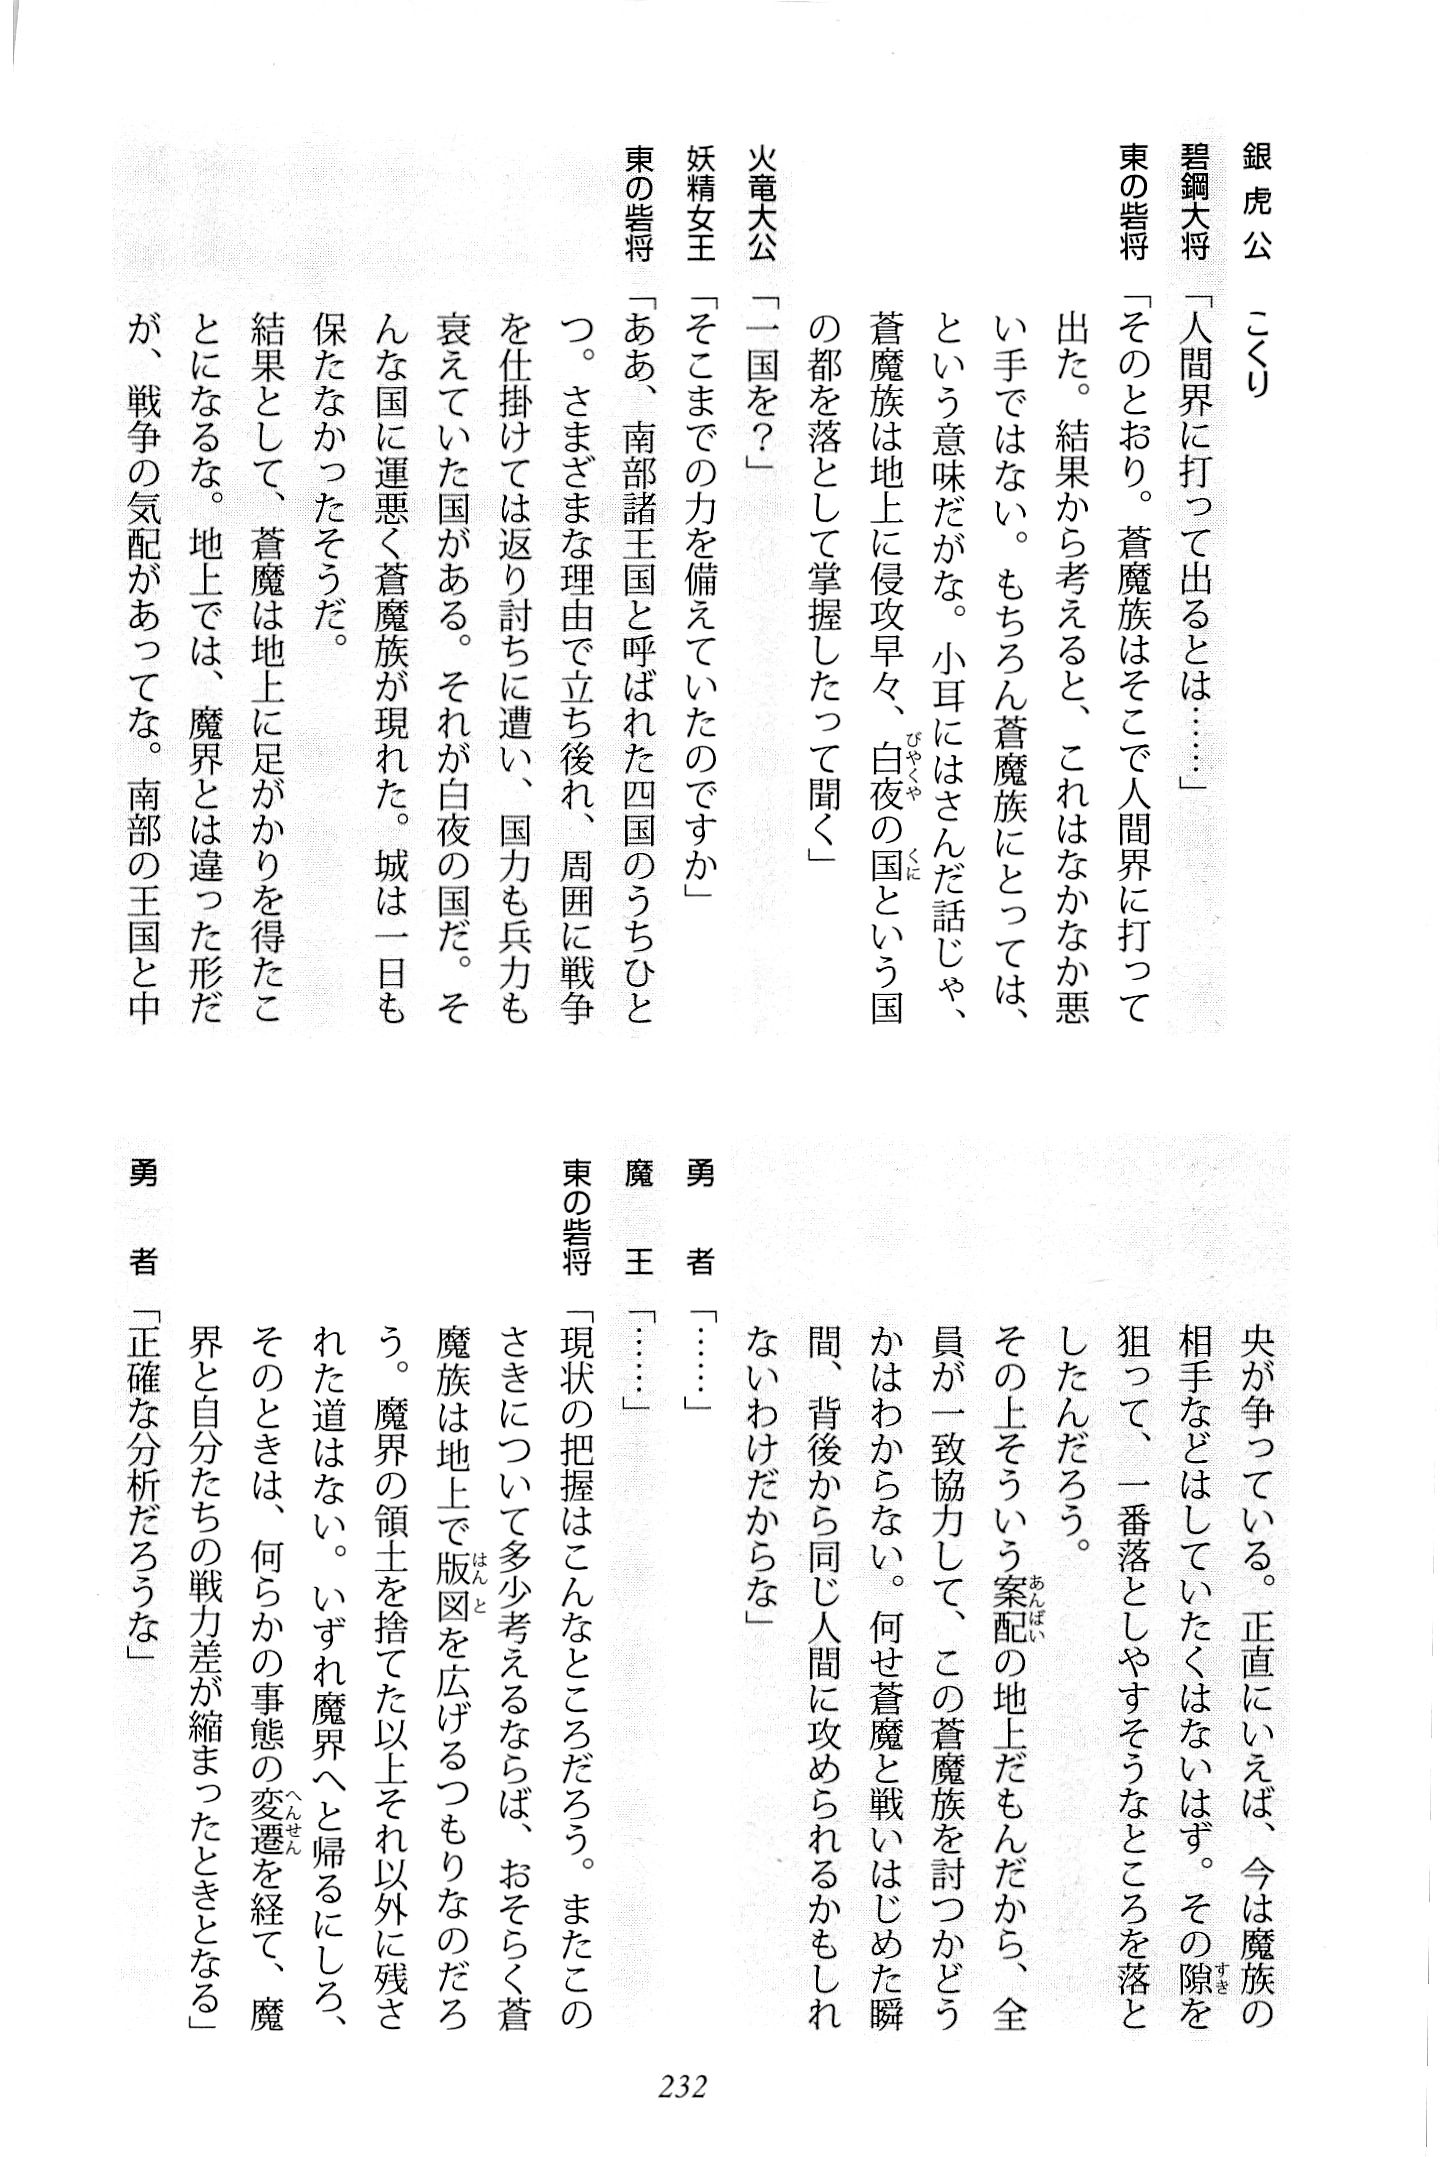 銀虎公　こくり
碧鋼大将「人間界に打って出るとは……」
東の砦将「そのとおり。蒼魔族はそこで人間界に打って
出た。結果から考えると、これはなかなか悪
い手ではない。もちろん蒼魔族にとっては、
という意味だがな。小耳にはさんだ話じゃ、
蒼魔族は地上に侵攻早々、白夜の国という国
の都を落として掌握したって聞く」
火竜大公「一国を？」
妖精女王「そこまでの力を備えていたのですか」
東の砦将「ああ、南部諸王国と呼ばれた四国のうちひと
つ。さまざまな理由で立ち後れ、周囲に戦争
を仕掛けては返り討ちに遭い、国力も兵力も
衰えていた国がある。それが白夜の国だ。そ
んな国に運悪く蒼魔族が現れた。城は一日も
保たなかったそうだ。
結果として、蒼魔は地上に足がかりを得たこ
とになるな。地上では、魔界とは違った形だ
が、戦争の気配があってな。南部の王国と中
央が争っている。正直にいえば、今は魔族の
相手などはしていたくはないはず。その隙を
狙って、一番落としやすそうなところを落と
したんだろう。
その上そういう案配の地上だもんだから、全
員が一致協力して、この蒼魔族を討つかどう
かはわからない。何せ蒼魔と戦いはじめた瞬
間、背後から同じ人間に攻められるかもしれ
ないわけだからな」
勇者「……」
魔王「……」
東の砦将「現状の把握はこんなところだろう。またこの
さきについて多少考えるならば、おそらく蒼
魔族は地上で版図を広げるつもりなのだろ
う。魔界の領土を捨てた以上それ以外に残さ
れた道はない。いずれ魔界へと帰るにしろ、
そのときは、何らかの事態の変遷を経て、魔
界と自分たちの戦力差が縮まったときとなる」
勇者「正確な分析だろうな」
232